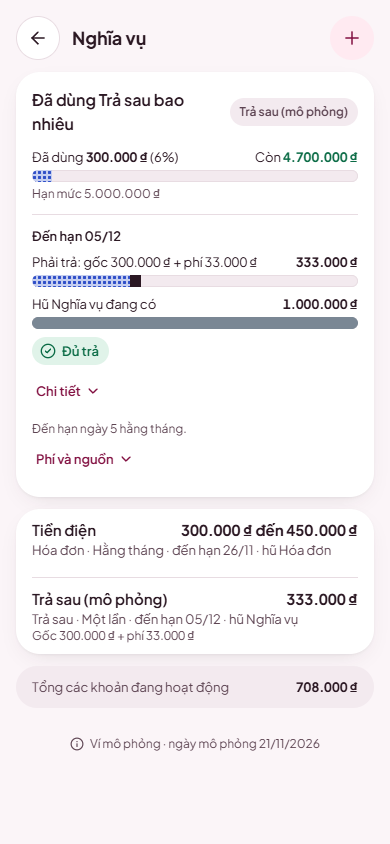 Nghĩa vụ
Đã dùng Trả sau bao
nhiêu
Trả sau (mô phỏng)
Đã dùng 300.000 ₫ (6%)
Còn 4.700.000 ₫
Hạn mức 5.000.000 ₫
Đến hạn 05/12
Phải trả: gốc 300.000 ₫ + phí 33.000 ₫
333.000 ₫
Hũ Nghĩa vụ đang có
1.000.000 ₫
Đủ trả
Chi tiết
Đến hạn ngày 5 hằng tháng.
Phí và nguồn
Tiền điện
300.000 ₫ đến 450.000 ₫
Hóa đơn · Hằng tháng · đến hạn 26/11 · hũ Hóa đơn
Trả sau (mô phỏng)
333.000 ₫
Trả sau · Một lần · đến hạn 05/12 · hũ Nghĩa vụ
Gốc 300.000 ₫ + phí 33.000 ₫
Tổng các khoản đang hoạt động
708.000 ₫
Ví mô phỏng · ngày mô phỏng 21/11/2026